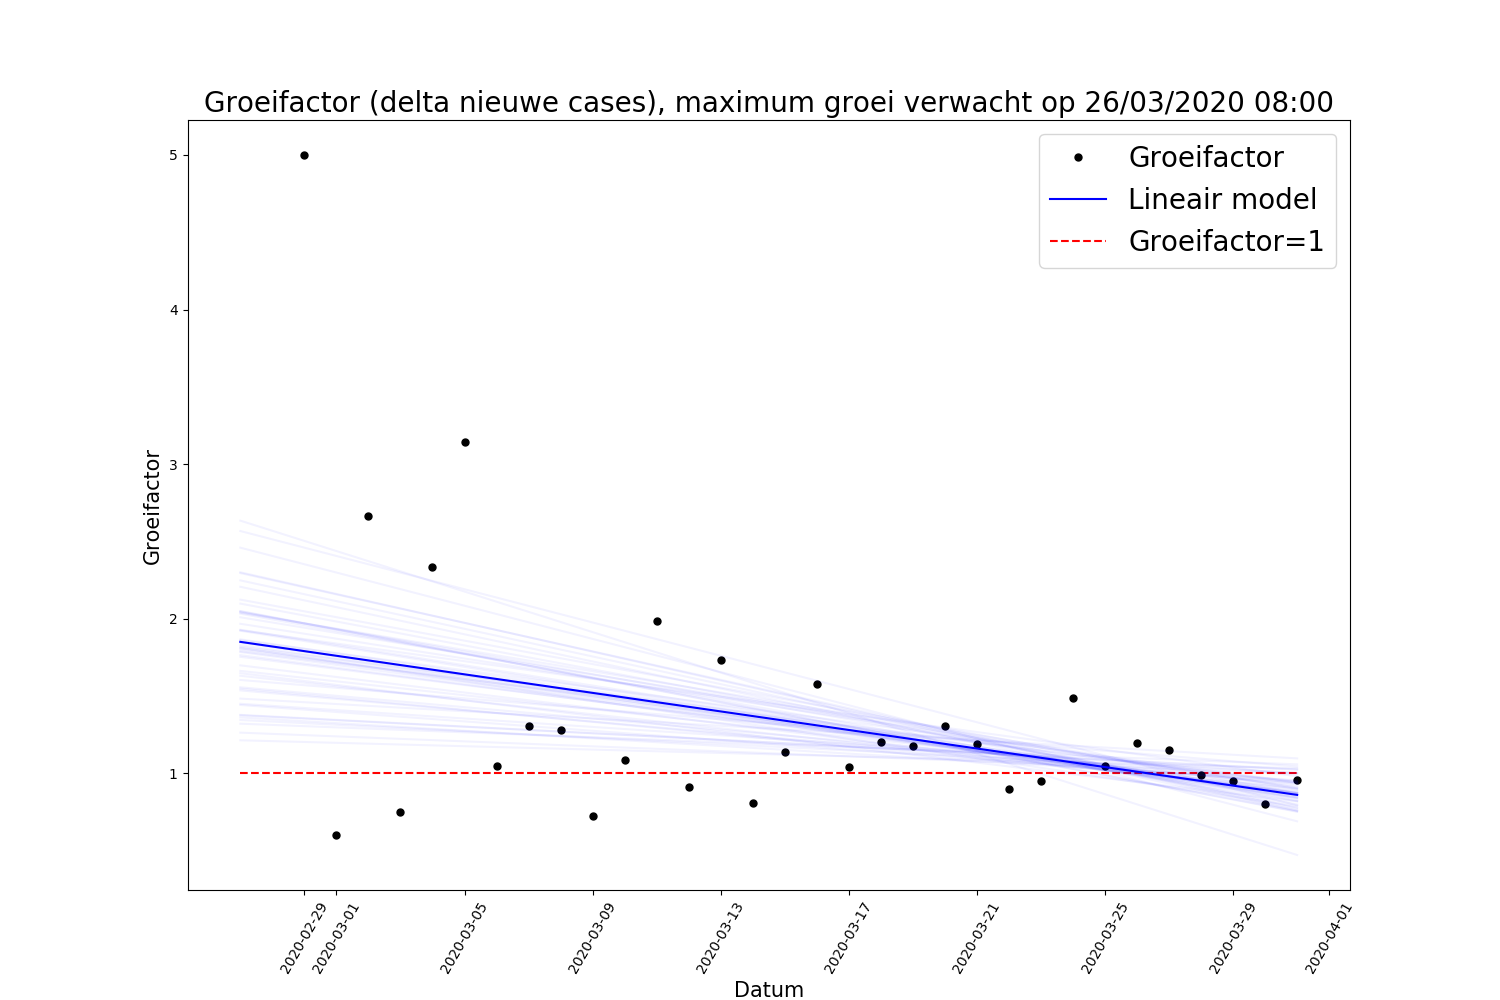 Groeifactor (delta nieuwe cases), maximum groei verwacht op 26/03/2020 08:00
Groeifactor
Lineair model
Groeifactor=1
5
4
3
2
1
Groeifactor
2020-02-29
2020-03-01
2020-03-05
2020-03-09
2020-03-13
2020-03-17
2020-03-21
2020-03-25
2020-03-29
2020-04-01
Datum